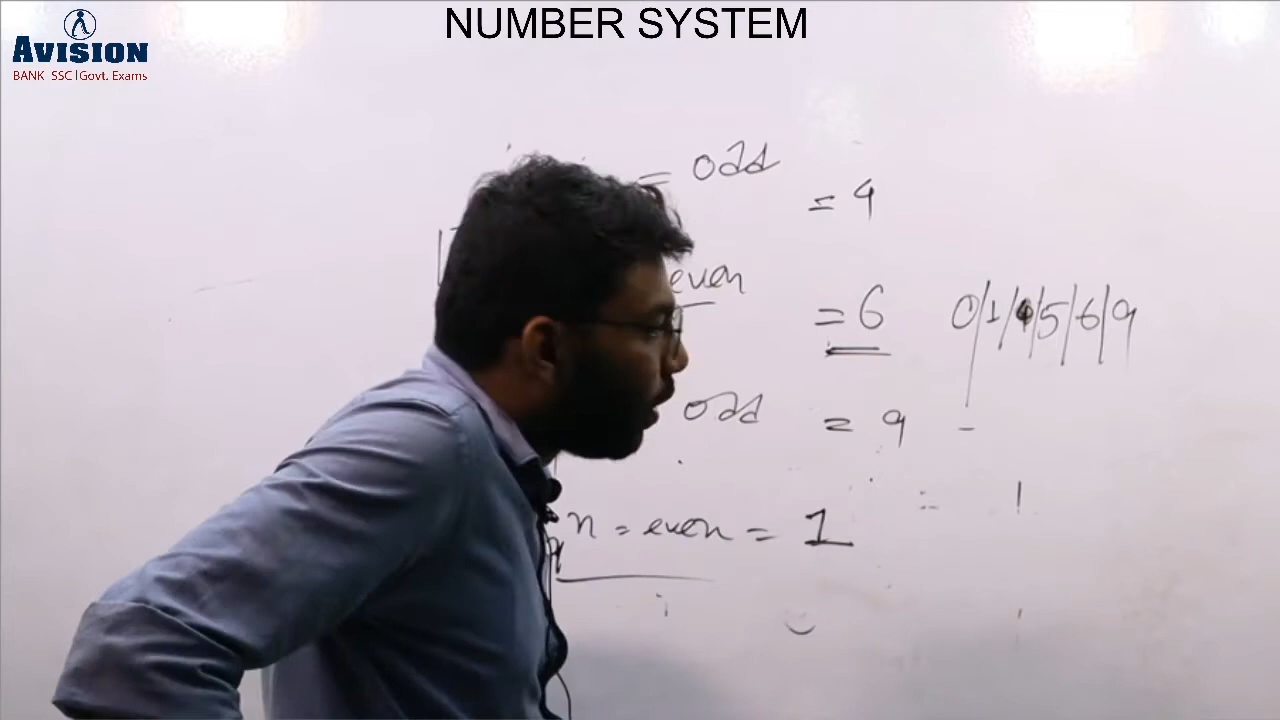 NUMBER SYSTEM
AVISION
BANK SSC|Govt. Exams
= odd
= 4
even
= 6 0/1/4/5/6/9
odd = 9
n = even = 1